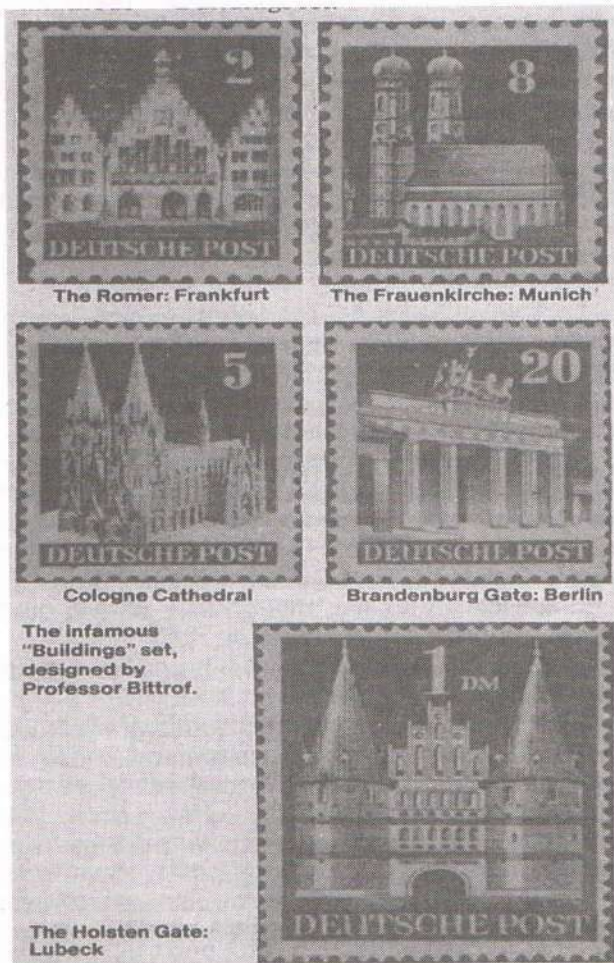 2
DEUTSCHE POST
The Romer: Frankfurt
8
DEUTSCHE POST
The Frauenkirche: Munich
5
DEUTSCHE POST
Cologne Cathedral
20
DEUTSCHE POST
Brandenburg Gate: Berlin
The infamous
"Buildings" set,
designed by
Professor Bittrof.
1 DM
DEUTSCHE POST
The Holsten Gate:
Lubeck